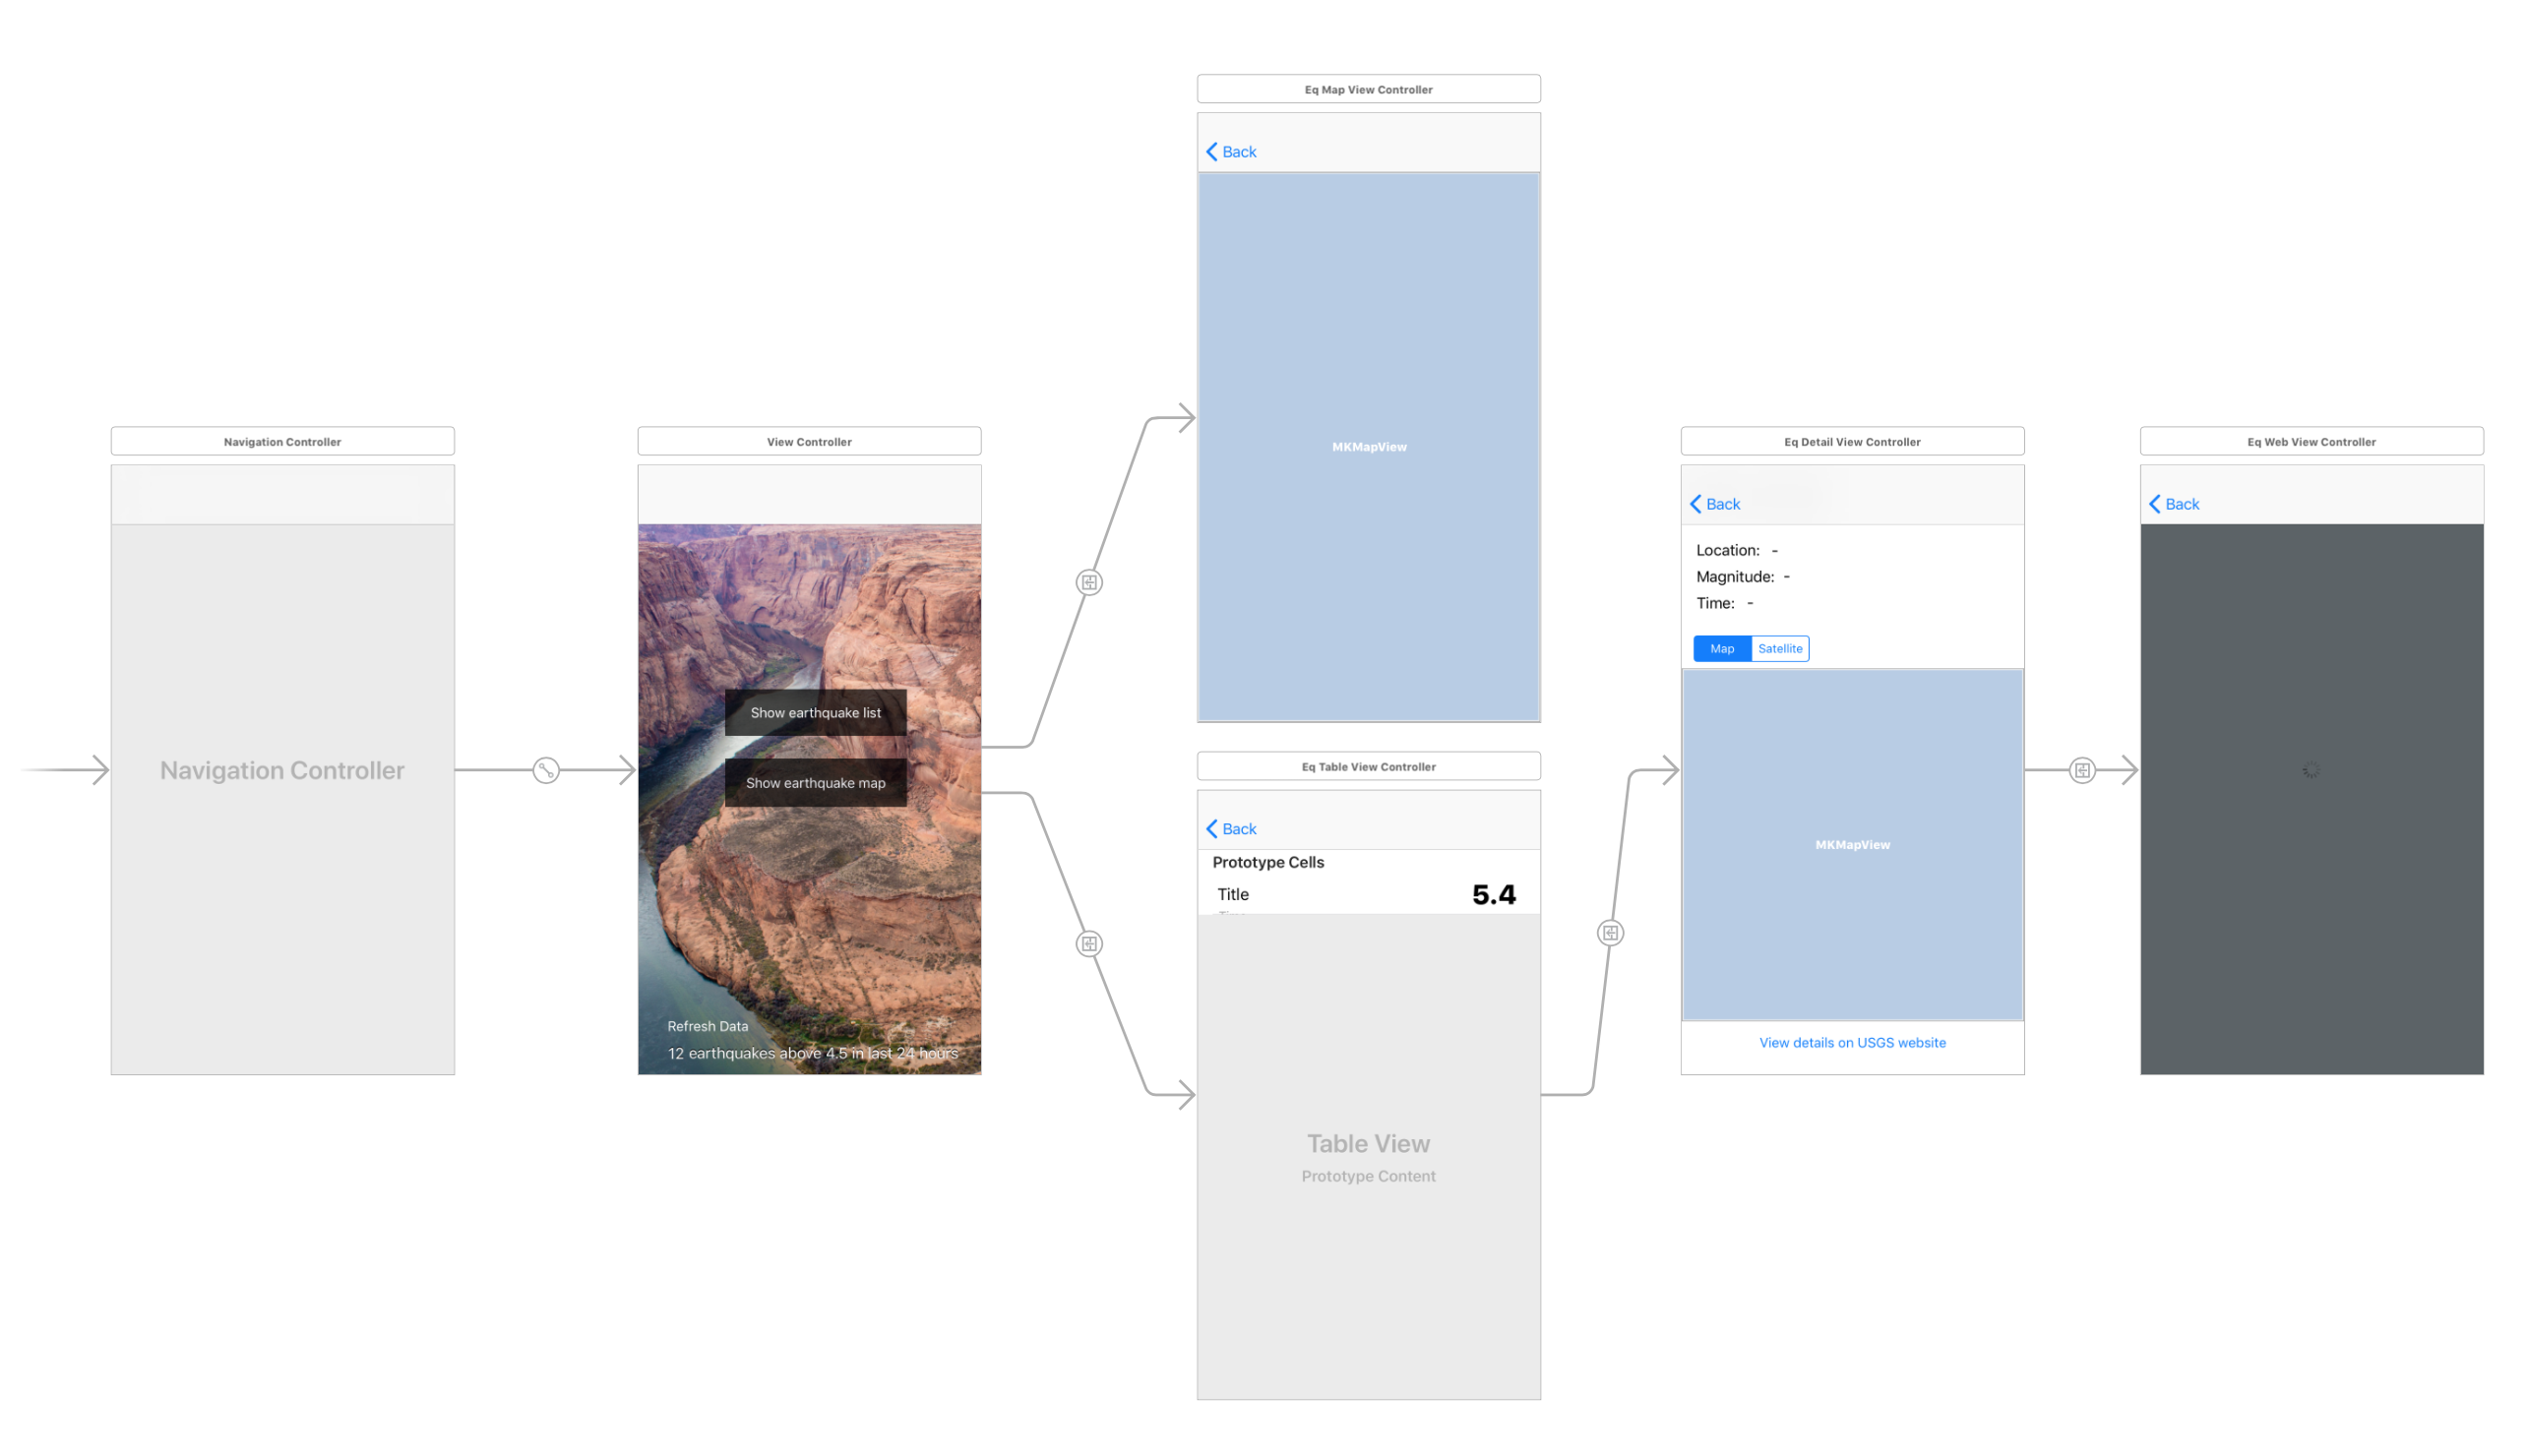 Navigation Controller
Navigation Controller
View Controller
Show earthquake list
Show earthquake map
Refresh Data
12 earthquakes above 4.5 in last 24 hours
Eq Map View Controller
Back
MKMapView
Eq Table View Controller
Back
Prototype Cells
Title 5.4
Table View
Prototype Content
Eq Detail View Controller
Back
Location: -
Magnitude: -
Time: -
Map Satellite
MKMapView
View details on USGS website
Eq Web View Controller
Back